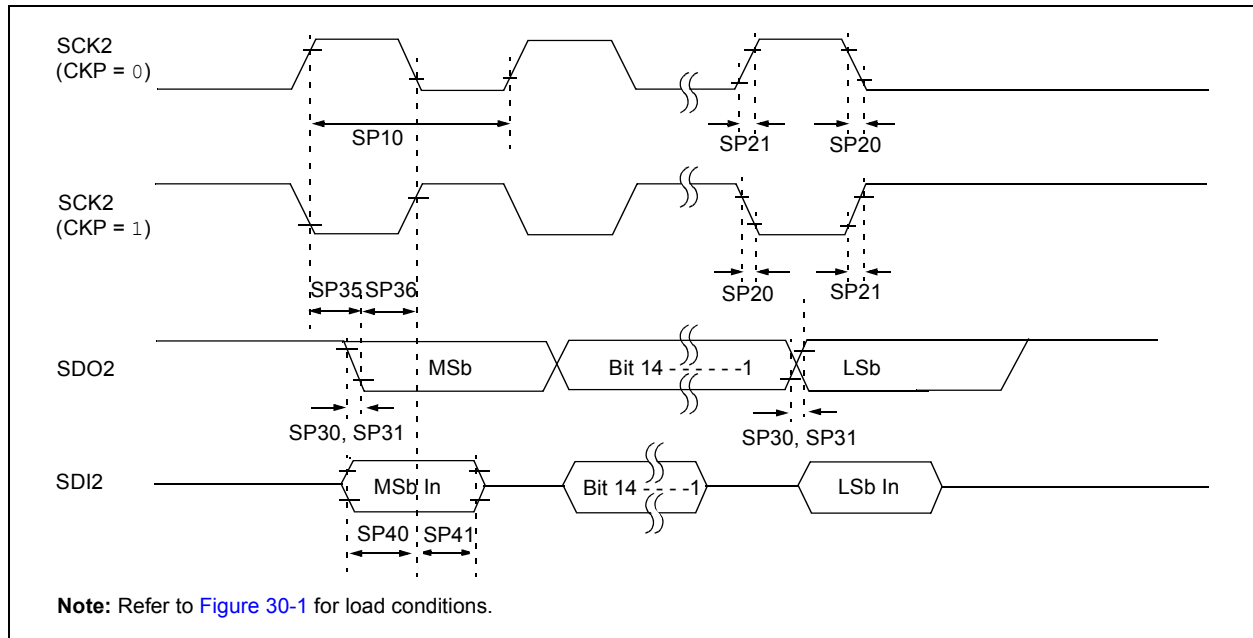 SCK2
(CKP = 0)
SP10
SP21
SP20
SCK2
(CKP = 1)
SP35
SP36
SP20
SP21
SDO2
MSb
Bit 14 - - - - - -1
LSb
SP30, SP31
SP30, SP31
SDI2
MSb In
Bit 14 - - - -1
LSb In
SP40
SP41
Note: Refer to Figure 30-1 for load conditions.